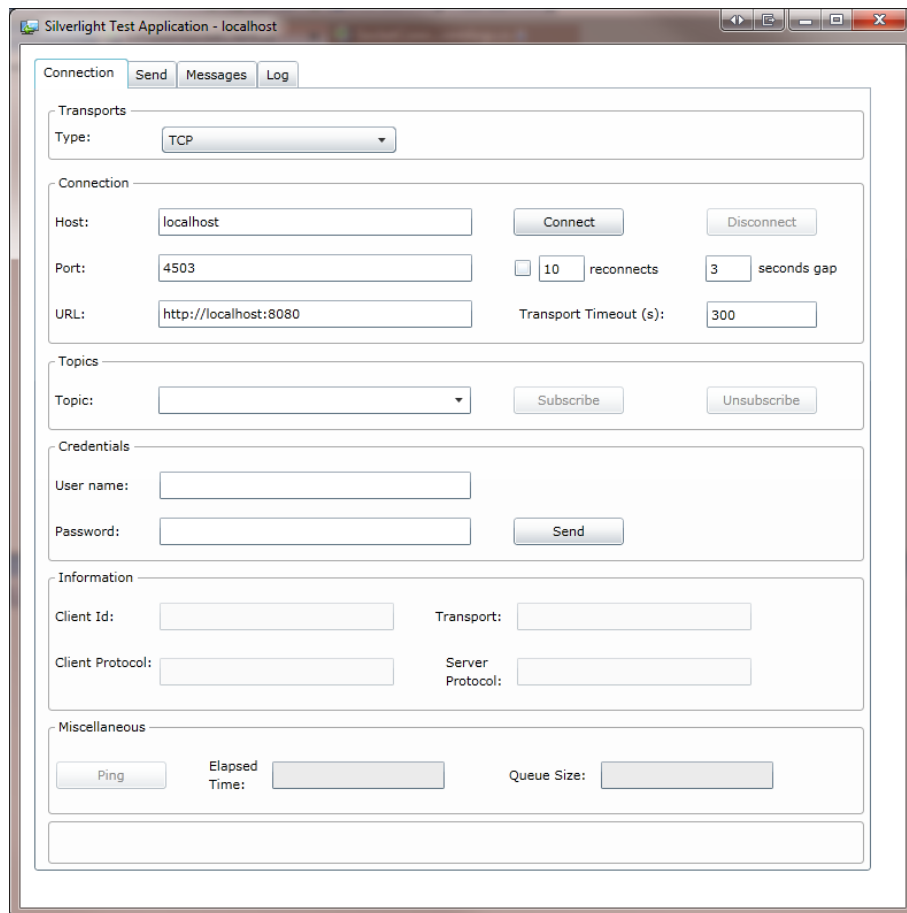 Silverlight Test Application - localhost
Connection Send Messages Log
Transports
Type: TCP
Connection
Host: localhost Connect Disconnect
Port: 4503 10 reconnects 3 seconds gap
URL: http://localhost:8080 Transport Timeout (s): 300
Topics
Topic: Subscribe Unsubscribe
Credentials
User name:
Password: Send
Information
Client Id: Transport:
Client Protocol: Server
Protocol:
Miscellaneous
Ping Elapsed
Time: Queue Size: